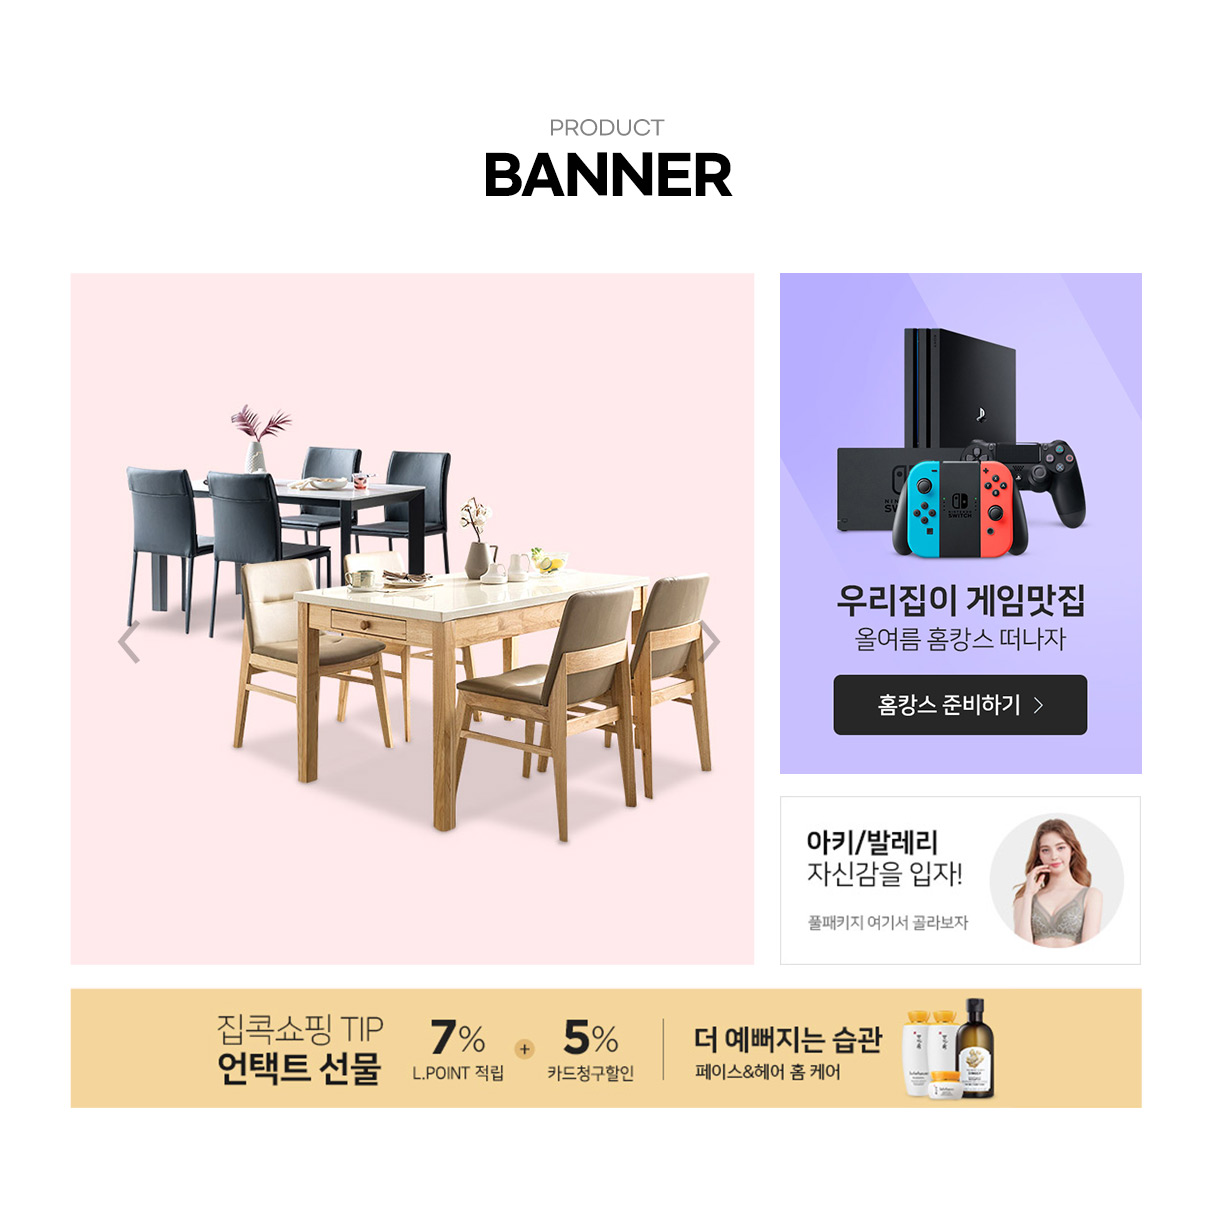 PRODUCT
BANNER
NINTENDO
SWITCH
우리집이 게임맛집
올여름 홈캉스 떠나자
홈캉스 준비하기
아키/발레리
자신감을 입자!
풀패키지 여기서 골라보자
집콕쇼핑 TIP
언택트 선물
7%
L.POINT 적립
+
5%
카드청구할인
더 예뻐지는 습관
페이스&헤어 홈 케어